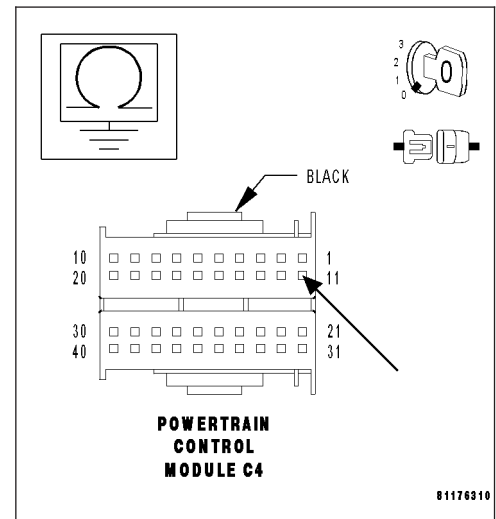 3
2
1
0
BLACK
10 1
20 11
30 21
40 31
POWERTRAIN
CONTROL
MODULE C4
81176310